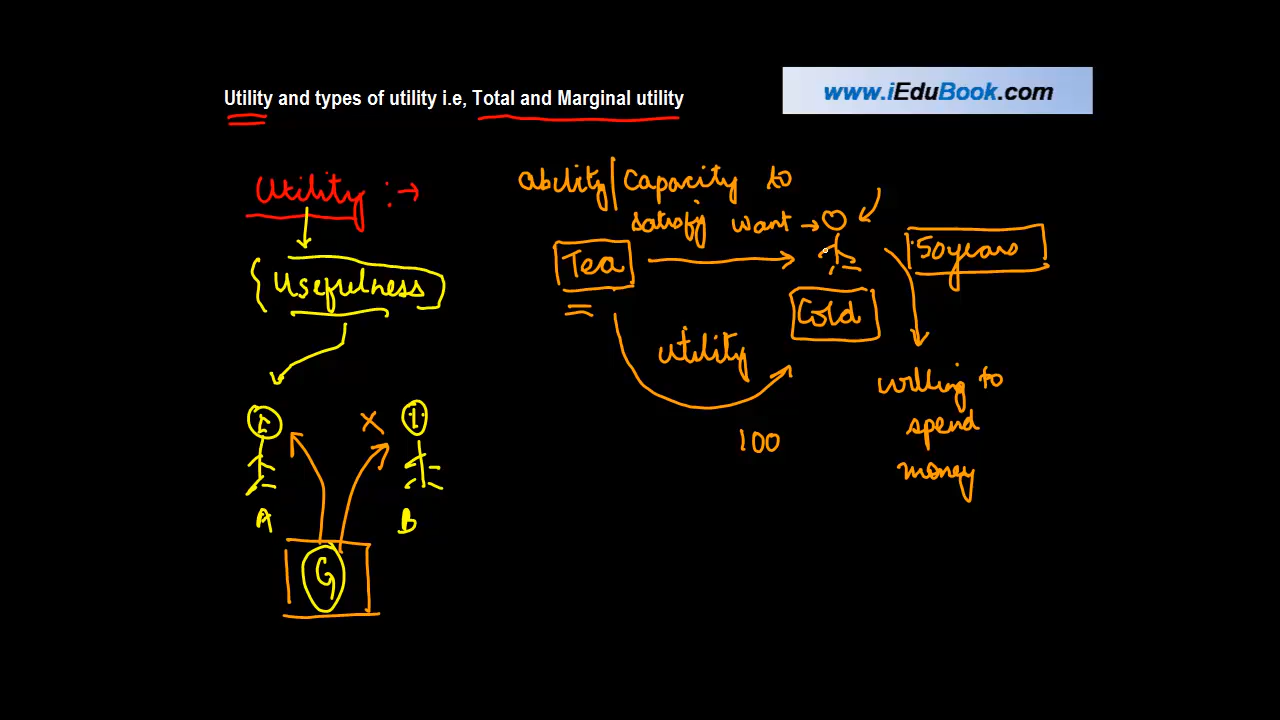 Utility and types of utility i.e, Total and Marginal utility
www.iEduBook.com
Utility :→
Usefulness
A
B
G
ability/Capacity to
satisfy want →
Tea
50years
Cold
utility
100
willing to
spend
money